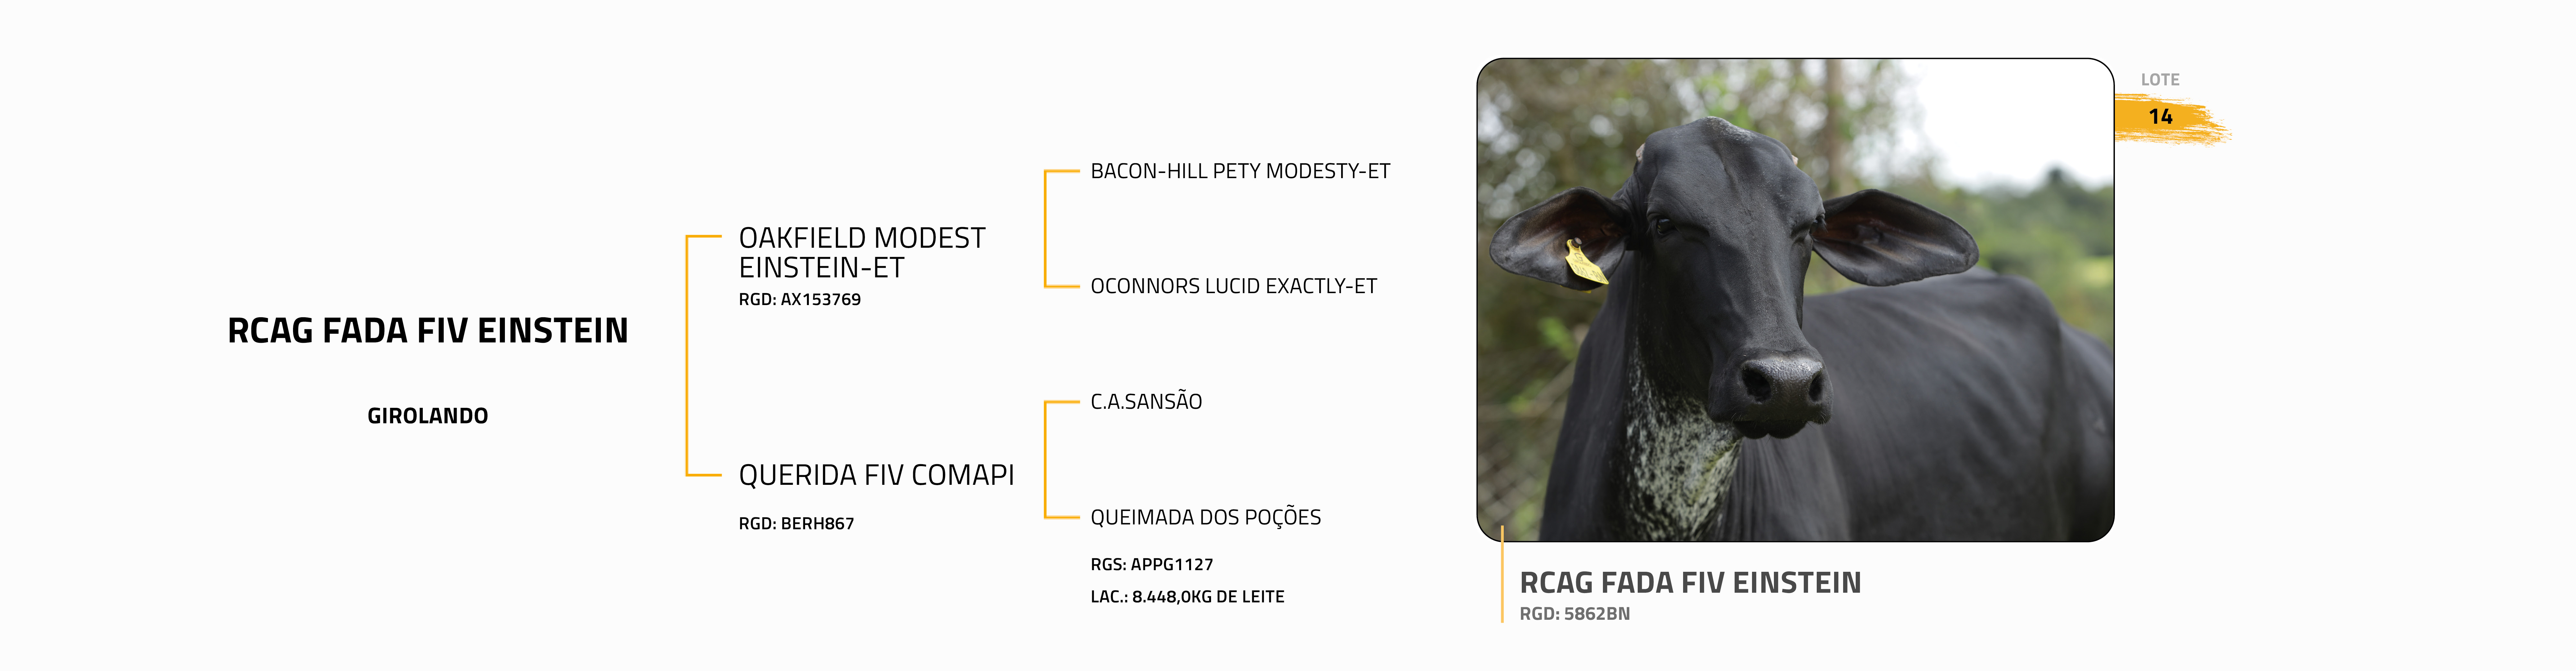 RCAG FADA FIV EINSTEIN
GIROLANDO
OAKFIELD MODEST
EINSTEIN-ET
RGD: AX153769
QUERIDA FIV COMAPI
RGD: BERH867
BACON-HILL PETY MODESTY-ET
OCONNORS LUCID EXACTLY-ET
C.A.SANSÃO
QUEIMADA DOS POÇÕES
RGS: APPG1127
LAC.: 8.448,0KG DE LEITE
LOTE
14
RCAG FADA FIV EINSTEIN
RGD: 5862BN